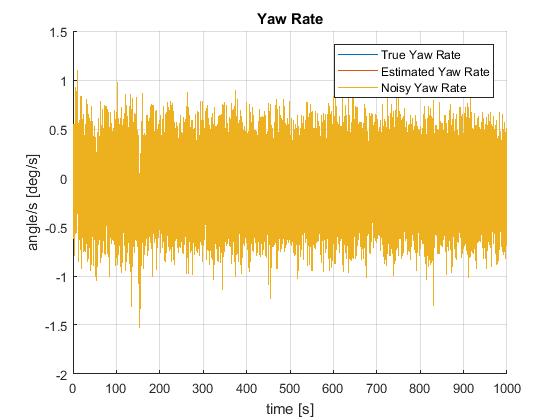 Yaw Rate
True Yaw Rate
Estimated Yaw Rate
Noisy Yaw Rate
1.5
1
0.5
0
-0.5
-1
-1.5
-2
angle/s [deg/s]
0 100 200 300 400 500 600 700 800 900 1000
time [s]